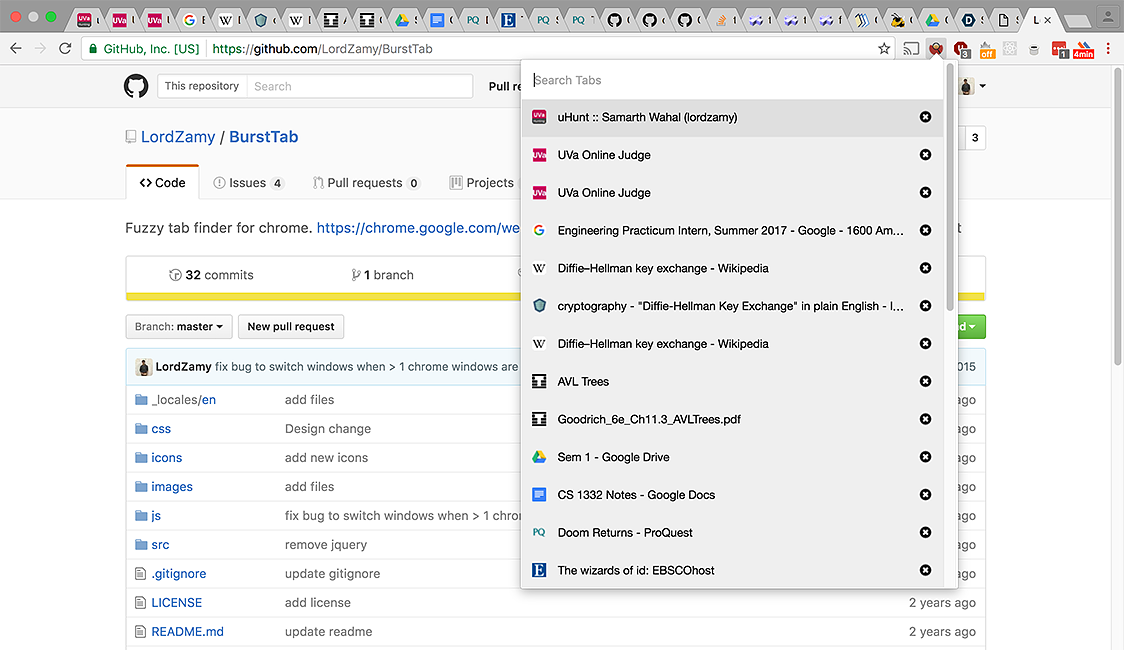 GitHub, Inc. [US] https://github.com/LordZamy/BurstTab
off
3
1
4min
This repository Search
Pull re
Search Tabs
LordZamy / BurstTab
3
Code Issues 4 Pull requests 0 Projects
Fuzzy tab finder for chrome. https://chrome.google.com/we
t
32 commits 1 branch
Branch: master New pull request
d
LordZamy fix bug to switch windows when > 1 chrome windows are
015
_locales/en add files ago
css Design change ago
icons add new icons ago
images add files ago
js fix bug to switch windows when > 1 chror ago
src remove jquery ago
.gitignore update gitignore ago
LICENSE add license 2 years ago
README.md update readme 2 years ago
uHunt :: Samarth Wahal (lordzamy)
UVa Online Judge
UVa Online Judge
Engineering Practicum Intern, Summer 2017 - Google - 1600 Am...
Diffie–Hellman key exchange - Wikipedia
cryptography - "Diffie-Hellman Key Exchange" in plain English - I...
Diffie–Hellman key exchange - Wikipedia
AVL Trees
Goodrich_6e_Ch11.3_AVLTrees.pdf
Sem 1 - Google Drive
CS 1332 Notes - Google Docs
PQ Doom Returns - ProQuest
E The wizards of id: EBSCOhost